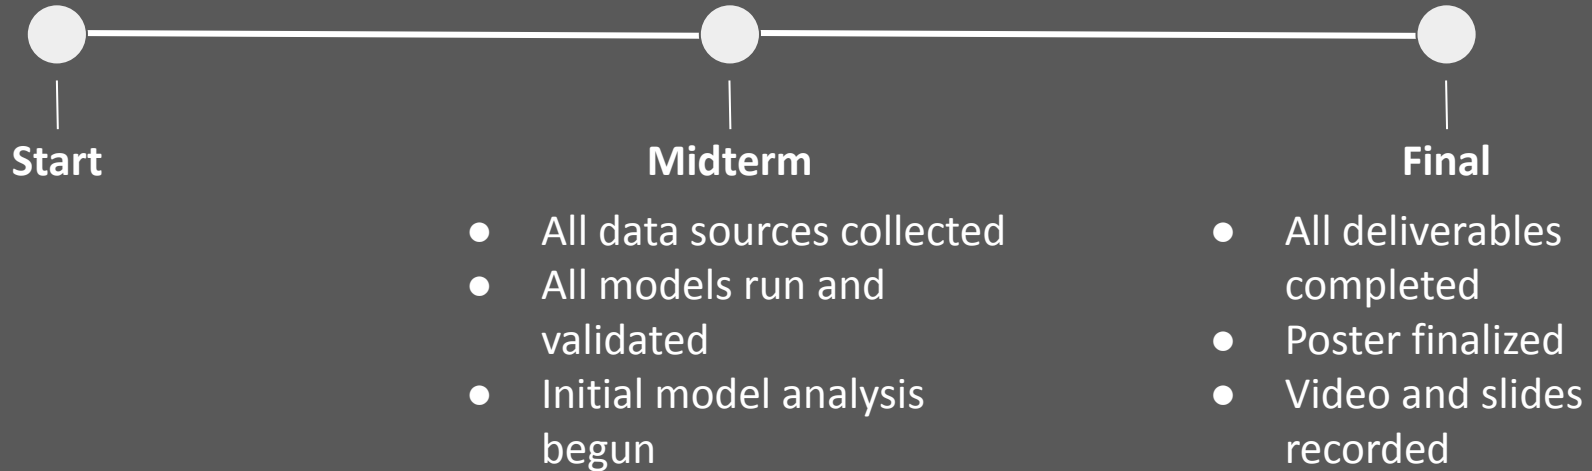 Start
Midterm
● All data sources collected
● All models run and
validated
● Initial model analysis
begun
Final
● All deliverables
completed
● Poster finalized
● Video and slides
recorded